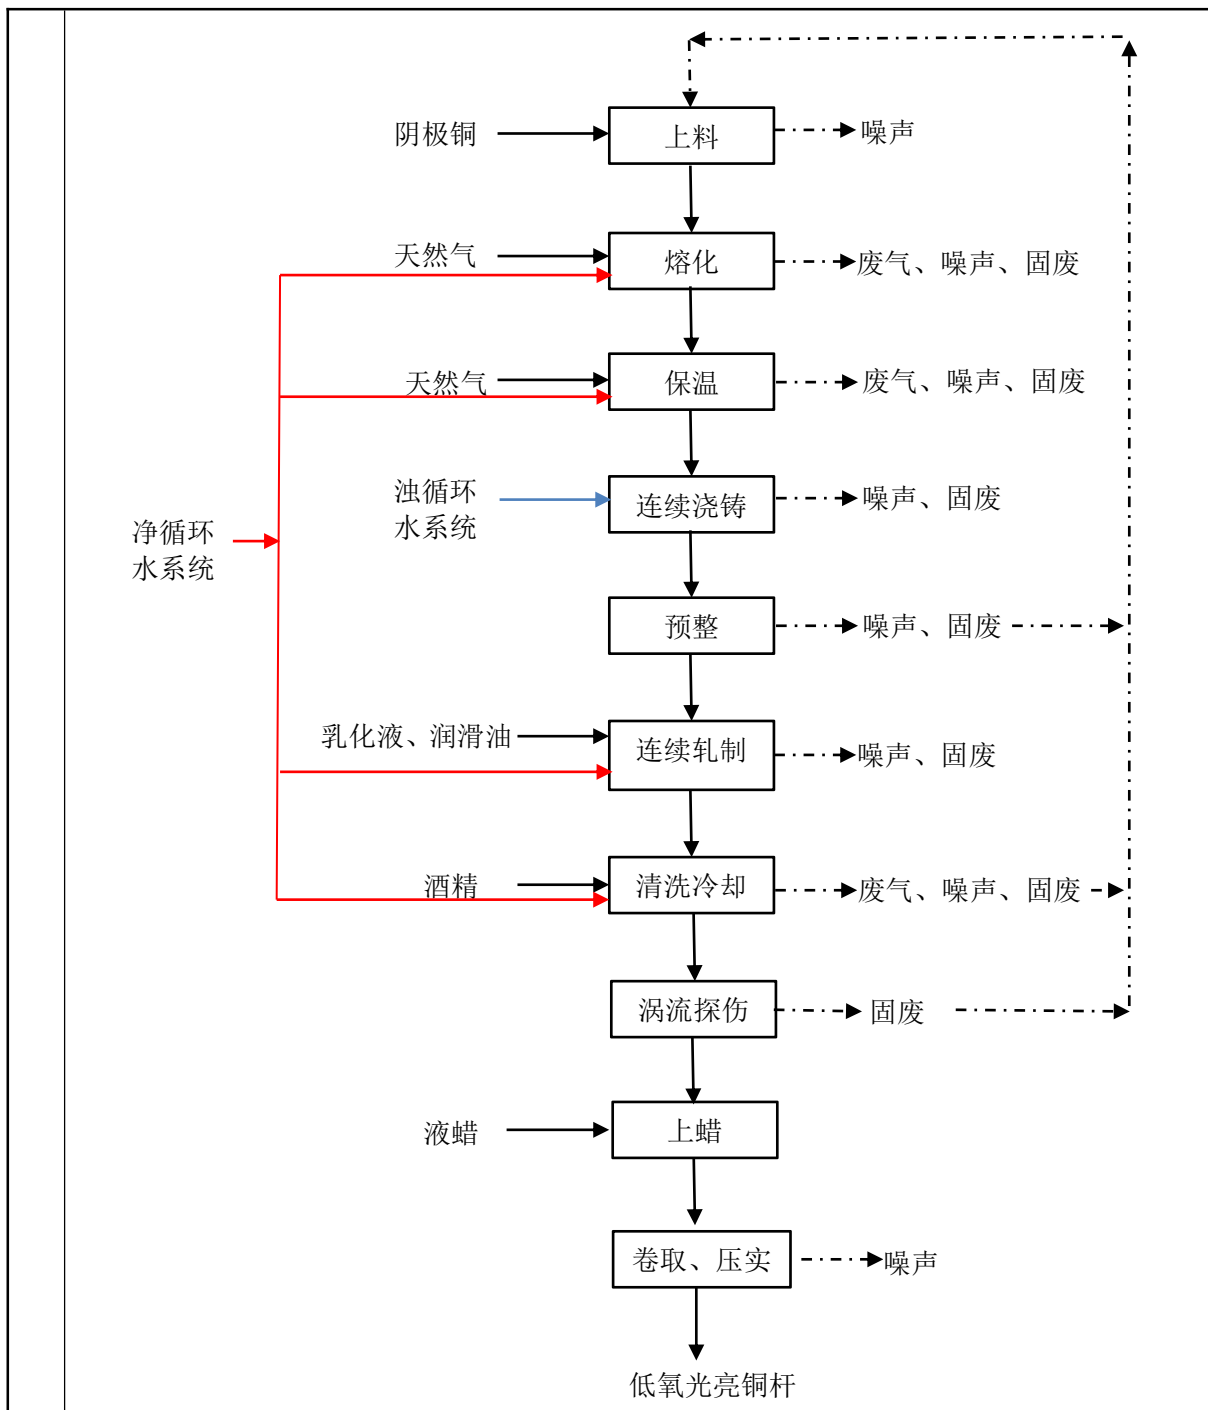 阴极铜
上料
噪声
天然气
熔化
废气、噪声、固废
天然气
保温
废气、噪声、固废
浊循环
水系统
连续浇铸
噪声、固废
净循环
水系统
预整
噪声、固废
乳化液、润滑油
连续轧制
噪声、固废
酒精
清洗冷却
废气、噪声、固废
涡流探伤
固废
液蜡
上蜡
卷取、压实
噪声
低氧光亮铜杆